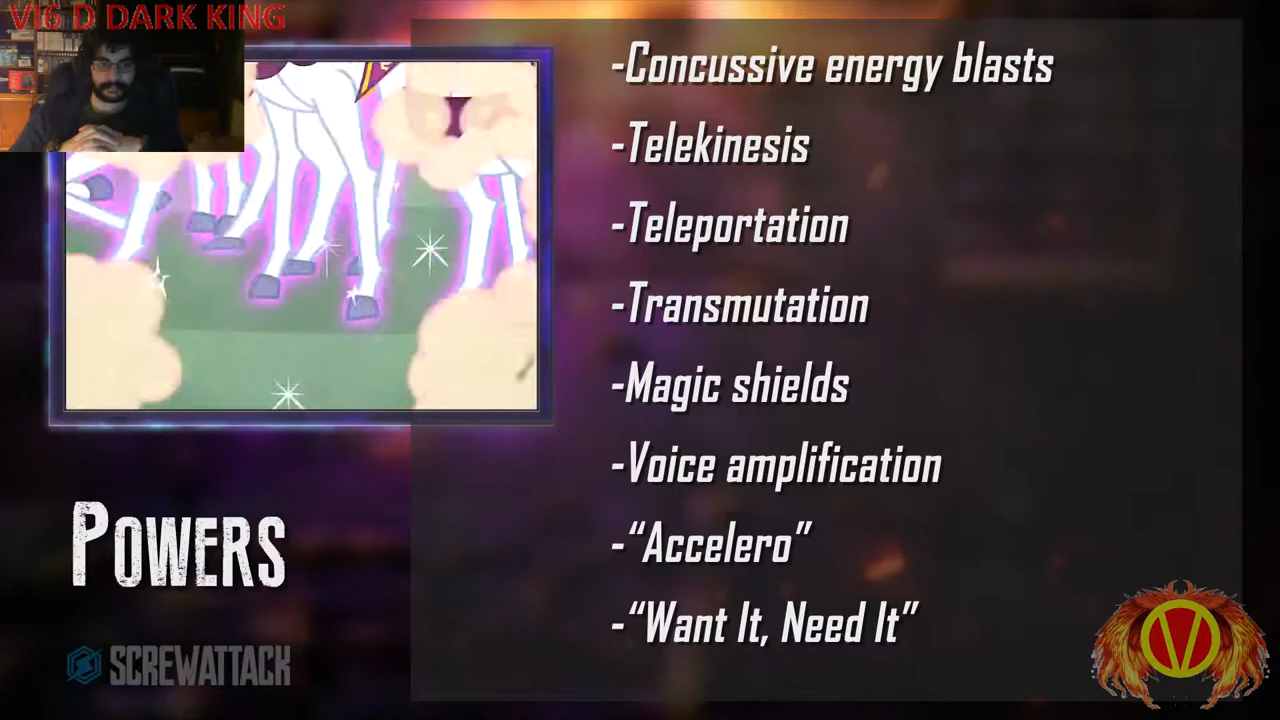 VI6 D DARK KING
-Concussive energy blasts
-Telekinesis
-Teleportation
-Transmutation
-Magic shields
-Voice amplification
-“Accelero”
-“Want It, Need It”
Powers
SCREWATTACK
V